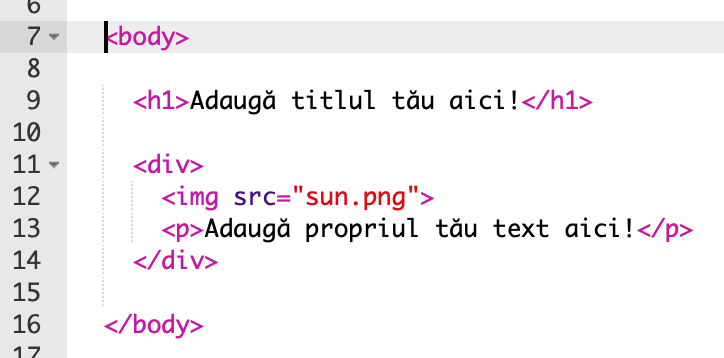 6
7 <body>
8
9 <h1>Adaugă titlul tău aici!</h1>
10
11 <div>
12 <img src="sun.png">
13 <p>Adaugă propriul tău text aici!</p>
14 </div>
15
16 </body>
17